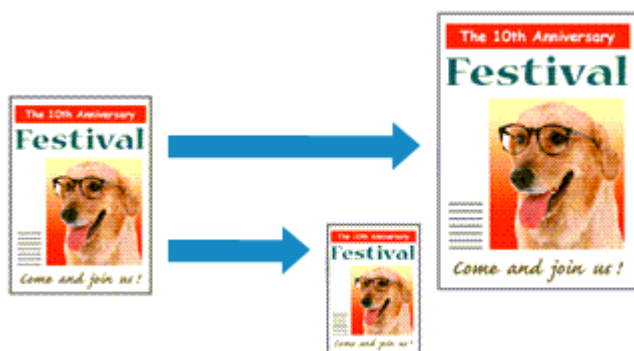 The 10th Anniversary
Festival
Come and join us!
The 10th Anniversary
Festival
Come and join us!
The 10th Anniversary
Festival
Come and join us!